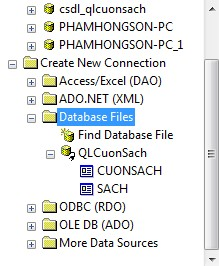 csdl_qlcuonsach
PHAMHONGSON-PC
PHAMHONGSON-PC_1
Create New Connection
Access/Excel (DAO)
ADO.NET (XML)
Database Files
Find Database File
QLCuonSach
CUONSACH
SACH
ODBC (RDO)
OLE DB (ADO)
More Data Sources